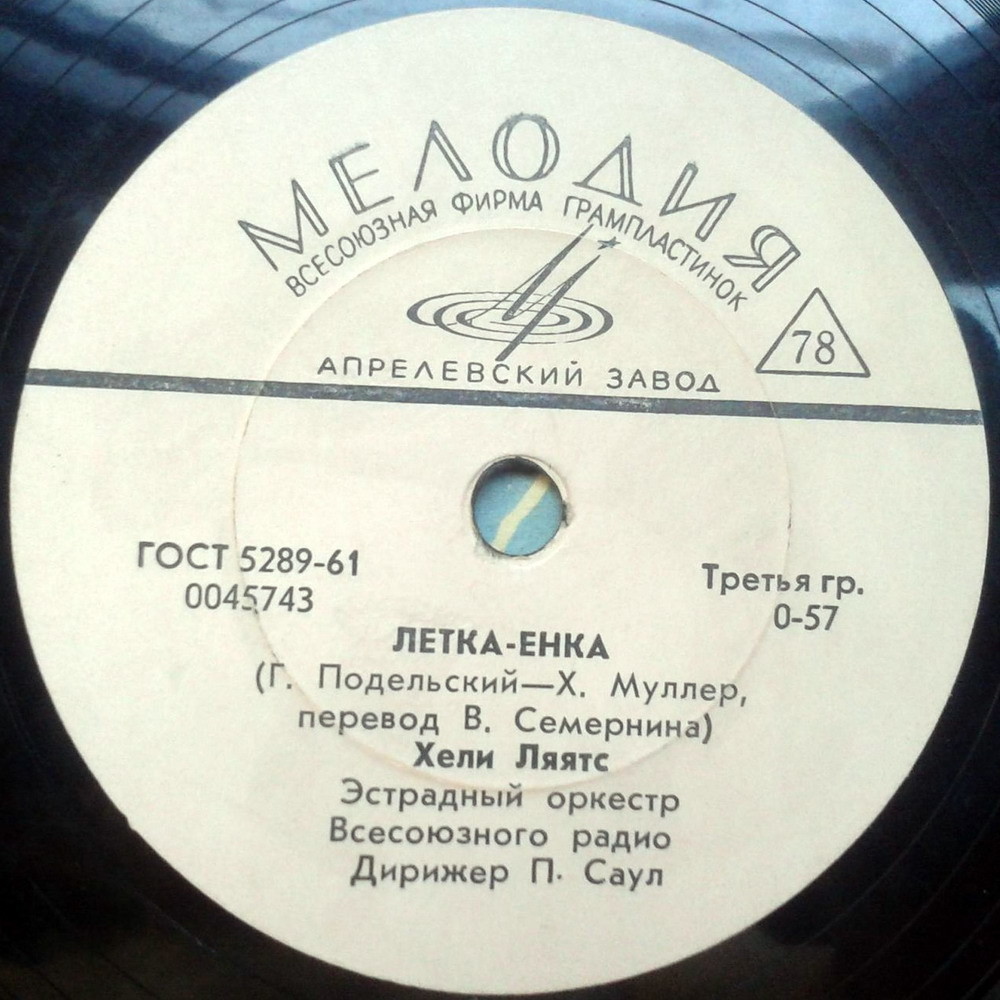 МЕЛОДИЯ
ВСЕСОЮЗНАЯ ФИРМА ГРАМПЛАСТИНОК
78
АПРЕЛЕВСКИЙ ЗАВОД
ГОСТ 5289-61
0045743
Третья гр.
0-57
ЛЕТКА-ЕНКА
(Г. Подельский—Х. Муллер,
перевод В. Семернина)
Хели Ляятс
Эстрадный оркестр
Всесоюзного радио
Дирижер П. Саул